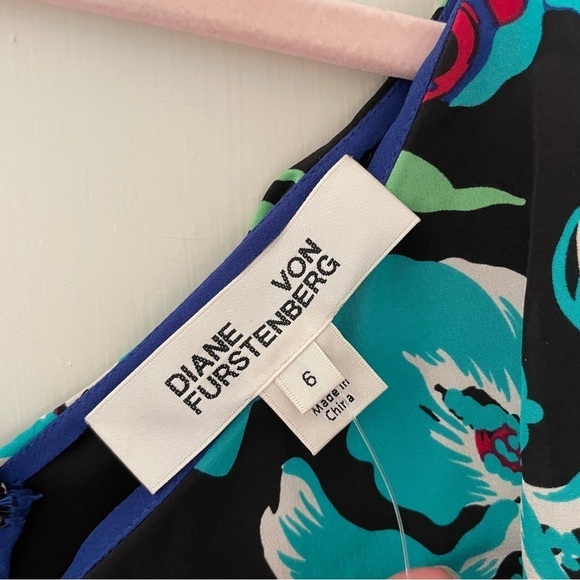 DIANE VON
FURSTENBERG
6
Made in
China